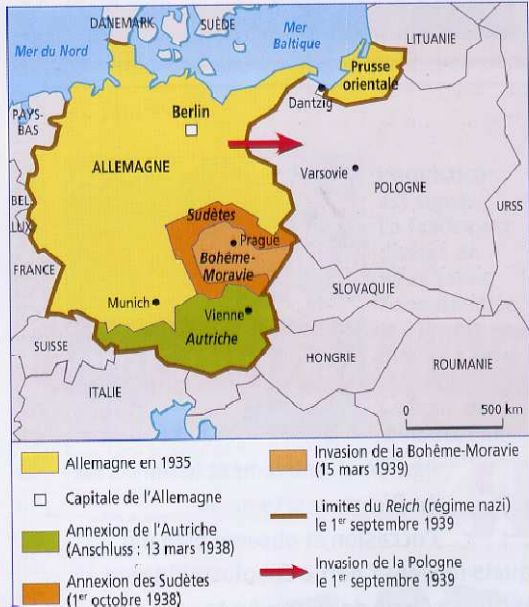 DANEMARK
SUÈDE
Mer du Nord
Mer
Baltique
LITUANIE
Prusse
orientale
Dantzig
PAYS-
BAS
Berlin
ALLEMAGNE
Varsovie
POLOGNE
URSS
BEL
LUX
Sudètes
Prague
Bohême-
Moravie
FRANCE
SLOVAQUIE
Munich
Vienne
Autriche
SUISSE
HONGRIE
ROUMANIE
ITALIE
0 500 km
Allemagne en 1935
Capitale de l'Allemagne
Annexion de l'Autriche
(Anschluss : 13 mars 1938)
Annexion des Sudètes
(1er octobre 1938)
Invasion de la Bohême-Moravie
(15 mars 1939)
Limites du Reich (régime nazi)
le 1er septembre 1939
Invasion de la Pologne
le 1er septembre 1939